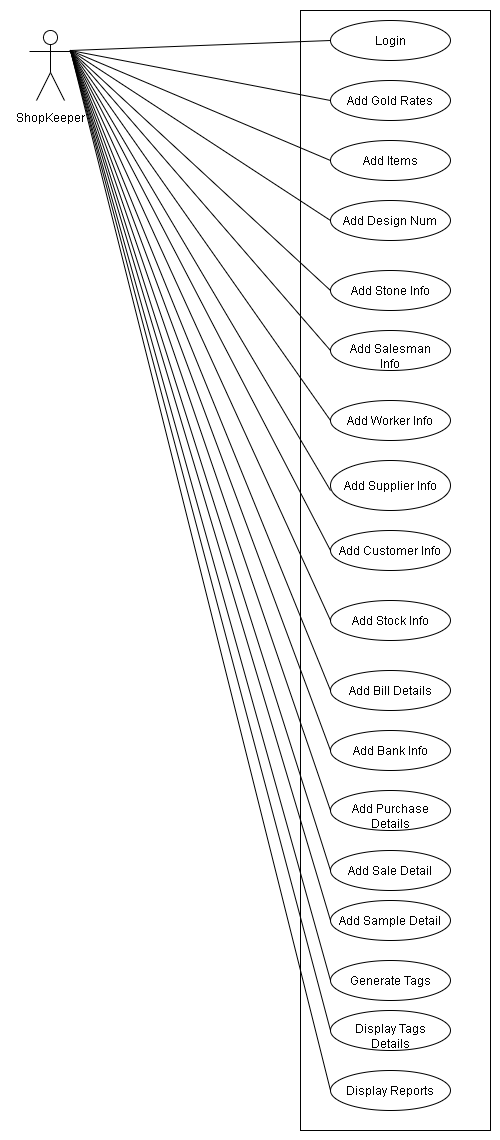 ShopKeeper
Login
Add Gold Rates
Add Items
Add Design Num
Add Stone Info
Add Salesman
Info
Add Worker Info
Add Supplier Info
Add Customer Info
Add Stock Info
Add Bill Details
Add Bank Info
Add Purchase
Details
Add Sale Detail
Add Sample Detail
Generate Tags
Display Tags
Details
Display Reports